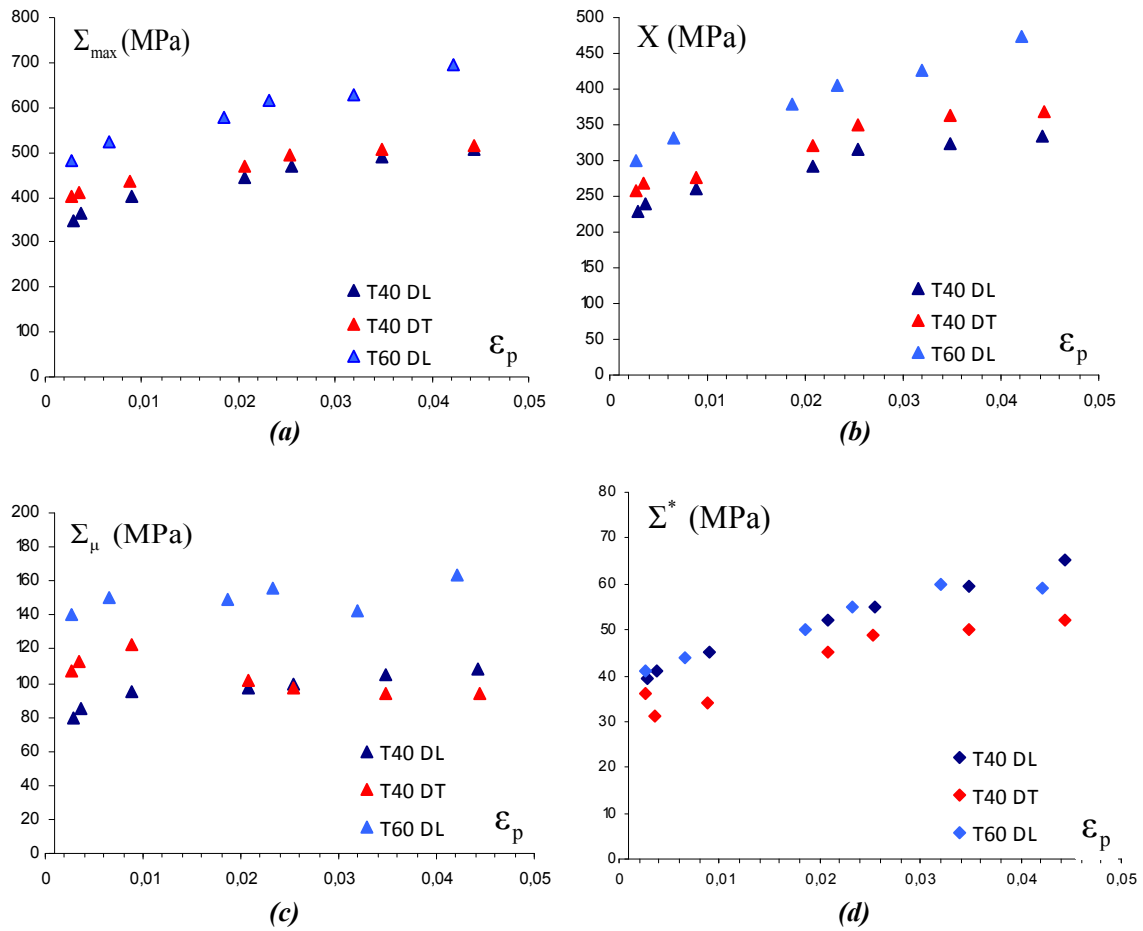 Σmax (MPa)
800
700
600
500
400
300
200
100
0
T40 DL
T40 DT
T60 DL
εp
0 0,01 0,02 0,03 0,04 0,05
(a)
X (MPa)
500
450
400
350
300
250
200
150
100
50
0
T40 DL
T40 DT
T60 DL
εp
0 0,01 0,02 0,03 0,04 0,05
(b)
Σμ (MPa)
200
180
160
140
120
100
80
60
40
20
0
T40 DL
T40 DT
T60 DL
εp
0 0,01 0,02 0,03 0,04 0,05
(c)
Σ* (MPa)
80
70
60
50
40
30
20
10
0
T40 DL
T40 DT
T60 DL
εp
0 0,01 0,02 0,03 0,04 0,05
(d)